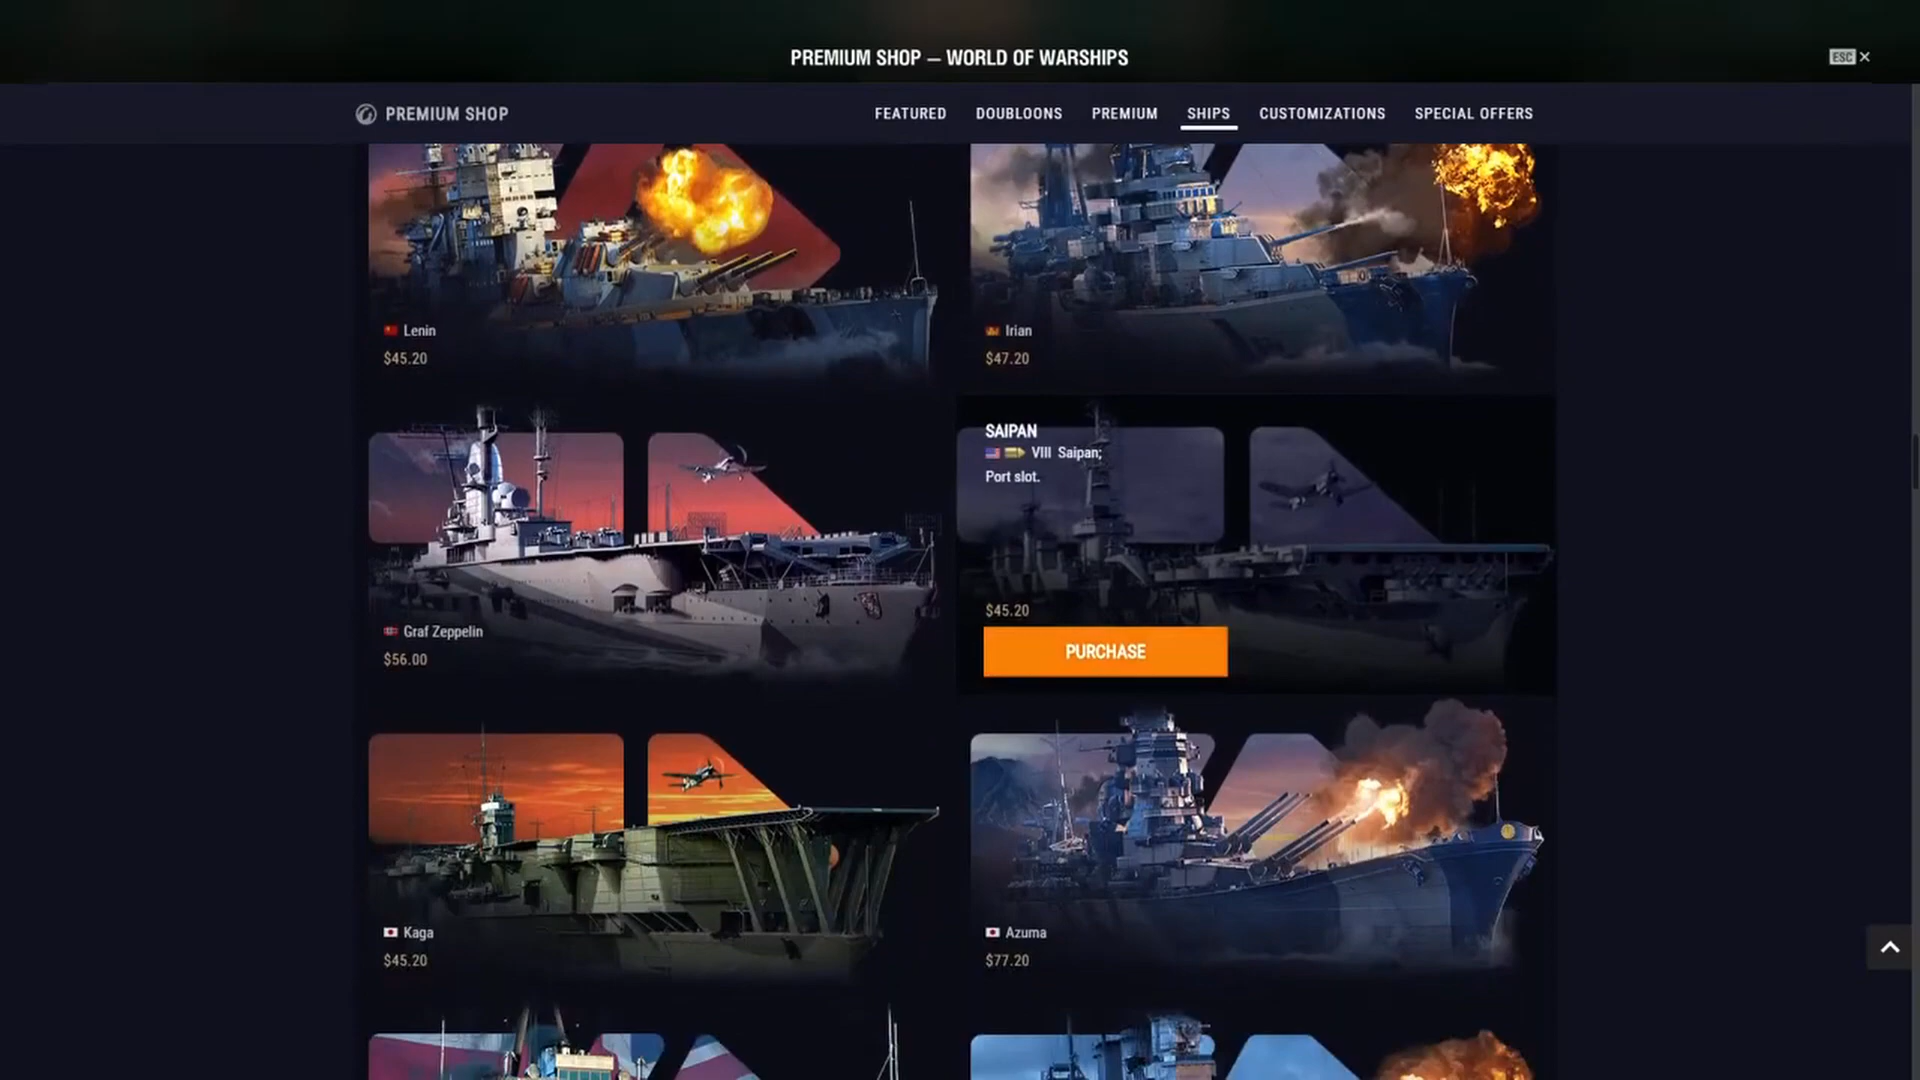 PREMIUM SHOP — WORLD OF WARSHIPS
ESC
PREMIUM SHOP
FEATURED
DOUBLOONS
PREMIUM
SHIPS
CUSTOMIZATIONS
SPECIAL OFFERS
Lenin
$45.20
Irian
$47.20
Graf Zeppelin
$56.00
SAIPAN
VIII Saipan;
Port slot.
$45.20
PURCHASE
Kaga
$45.20
Azuma
$77.20